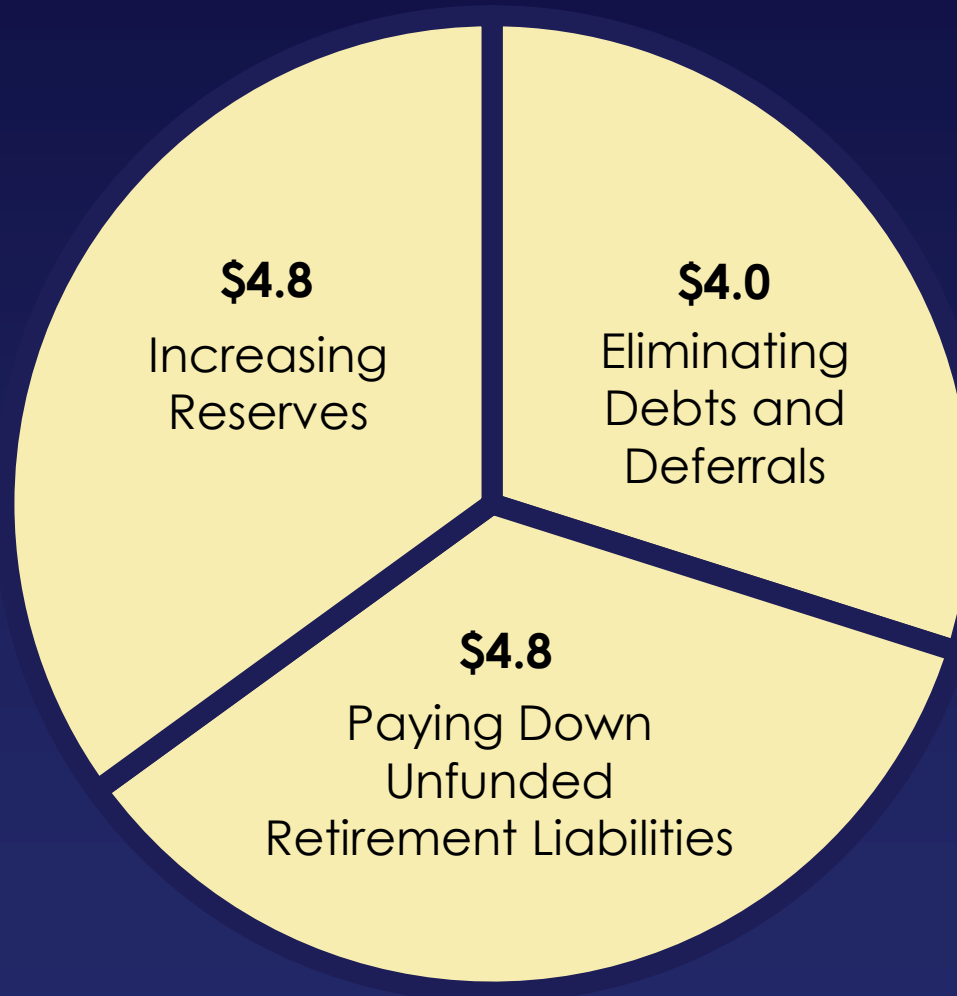 $4.8
Increasing
Reserves
$4.0
Eliminating
Debts and
Deferrals
$4.8
Paying Down
Unfunded
Retirement Liabilities